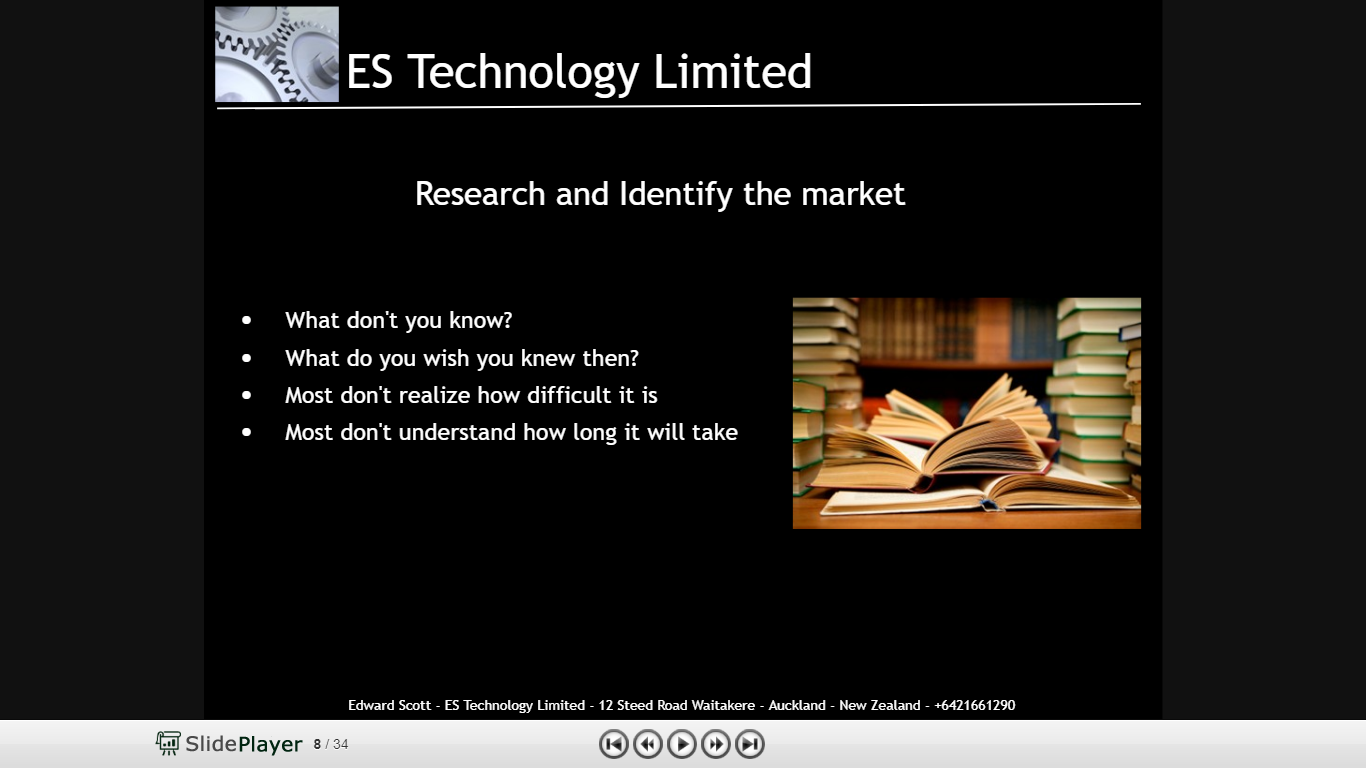 ES Technology Limited
Research and Identify the market
• What don't you know?
• What do you wish you knew then?
• Most don't realize how difficult it is
• Most don't understand how long it will take
Edward Scott - ES Technology Limited - 12 Steed Road Waitakere - Auckland - New Zealand - +6421661290
SlidePlayer 8 / 34